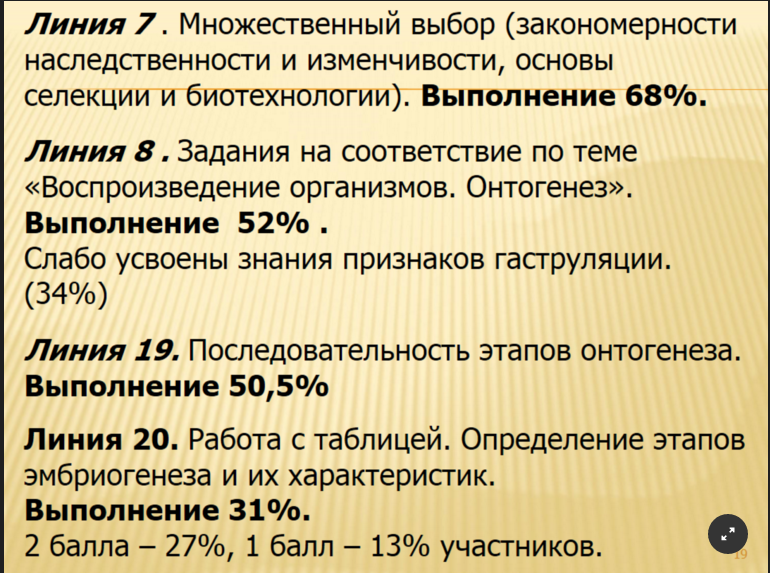 Линия 7 . Множественный выбор (закономерности
наследственности и изменчивости, основы
селекции и биотехнологии). Выполнение 68%.
Линия 8 . Задания на соответствие по теме
«Воспроизведение организмов. Онтогенез».
Выполнение 52% .
Слабо усвоены знания признаков гаструляции.
(34%)
Линия 19. Последовательность этапов онтогенеза.
Выполнение 50,5%
Линия 20. Работа с таблицей. Определение этапов
эмбриогенеза и их характеристик.
Выполнение 31%.
2 балла – 27%, 1 балл – 13% участников.
19